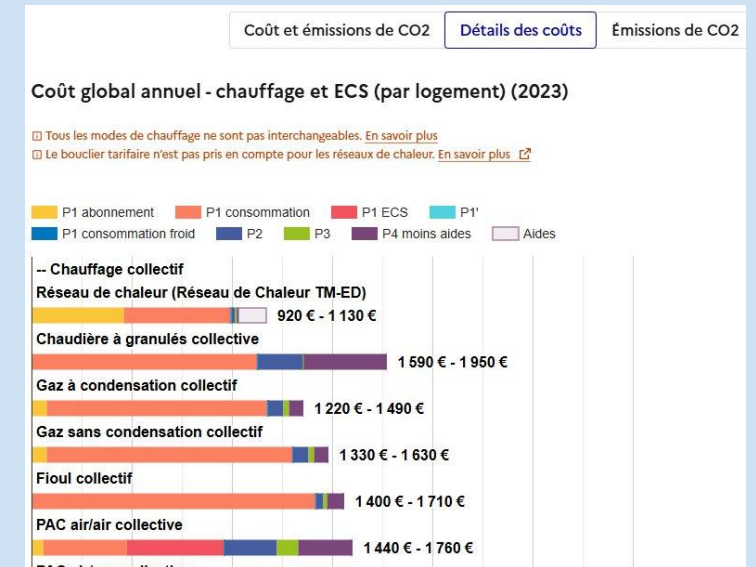 Coût et émissions de CO2 Détails des coûts Émissions de CO2
Coût global annuel - chauffage et ECS (par logement) (2023)
Tous les modes de chauffage ne sont pas interchangeables. En savoir plus
Le bouclier tarifaire n'est pas pris en compte pour les réseaux de chaleur. En savoir plus
P1 abonnement P1 consommation P1 ECS P1'
P1 consommation froid P2 P3 P4 moins aides Aides
-- Chauffage collectif
Réseau de chaleur (Réseau de Chaleur TM-ED)
920 € - 1 130 €
Chaudière à granulés collective
1 590 € - 1 950 €
Gaz à condensation collectif
1 220 € - 1 490 €
Gaz sans condensation collectif
1 330 € - 1 630 €
Fioul collectif
1 400 € - 1 710 €
PAC air/air collective
1 440 € - 1 760 €